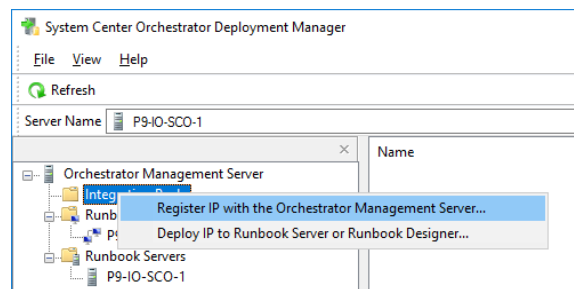 System Center Orchestrator Deployment Manager
File View Help
Refresh
Server Name P9-IO-SCO-1
Name
Orchestrator Management Server
Register IP with the Orchestrator Management Server...
Deploy IP to Runbook Server or Runbook Designer...
Runbook Servers
P9-IO-SCO-1